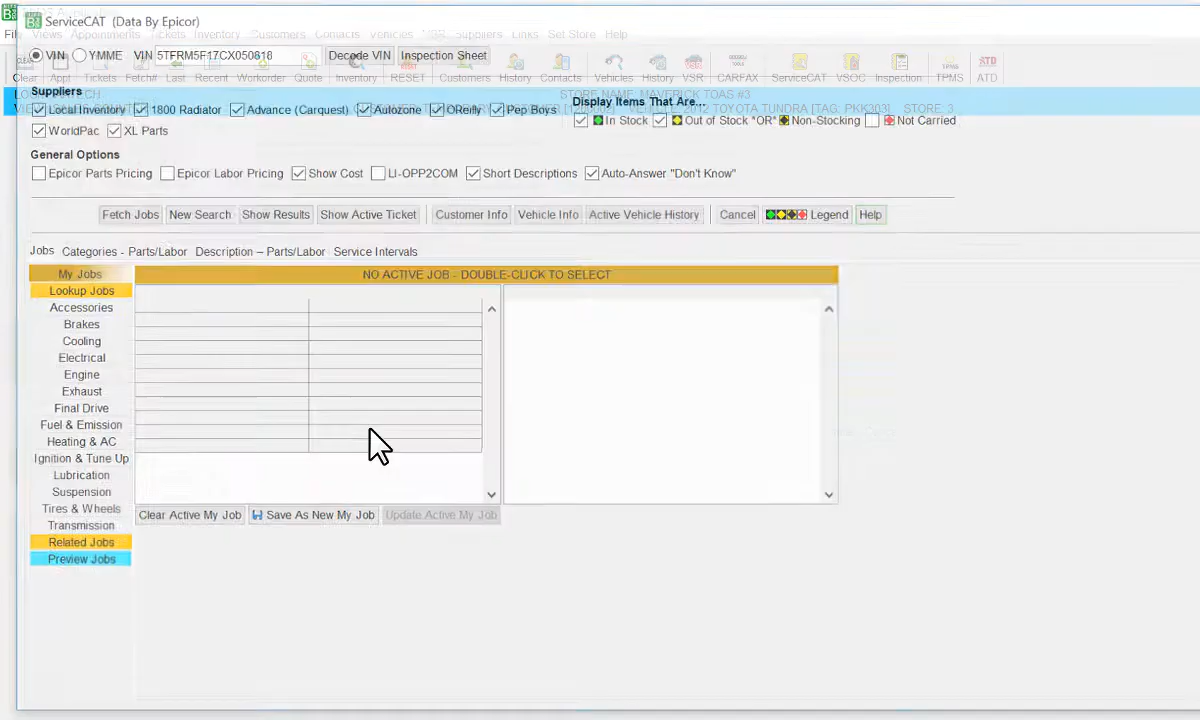 ServiceCAT (Data By Epicor)
Views Appointments Tickets Inventory Customers Contacts Vehicles VSR Suppliers Links Set Store Help
VIN YMME VIN 5TFRM5F17CX050818 Decode VIN Inspection Sheet
Clear Appt Tickets Fetch# Last Recent Workorder Quote Inventory RESET Customers History Contacts Vehicles History VSR CARFAX ServiceCAT VSOC Inspection TPMS ATD
Suppliers
STORE NAME: MAVERICK TOAS #3
Display Items That Are...
2012 TOYOTA TUNDRA [TAG: PKK303] STORE: 3
Local Inventory 1800 Radiator Advance (Carquest) Autozone OReilly Pep Boys
In Stock Out of Stock *OR* Non-Stocking Not Carried
WorldPac XL Parts
General Options
Epicor Parts Pricing Epicor Labor Pricing Show Cost LI-OPP2COM Short Descriptions Auto-Answer "Don't Know"
Fetch Jobs New Search Show Results Show Active Ticket Customer Info Vehicle Info Active Vehicle History Cancel Legend Help
Jobs Categories - Parts/Labor Description – Parts/Labor Service Intervals
My Jobs
NO ACTIVE JOB - DOUBLE-CLICK TO SELECT
Lookup Jobs
Accessories
Brakes
Cooling
Electrical
Engine
Exhaust
Final Drive
Fuel & Emission
Heating & AC
Ignition & Tune Up
Lubrication
Suspension
Tires & Wheels
Transmission
Related Jobs
Preview Jobs
Clear Active My Job Save As New My Job Update Active My Job